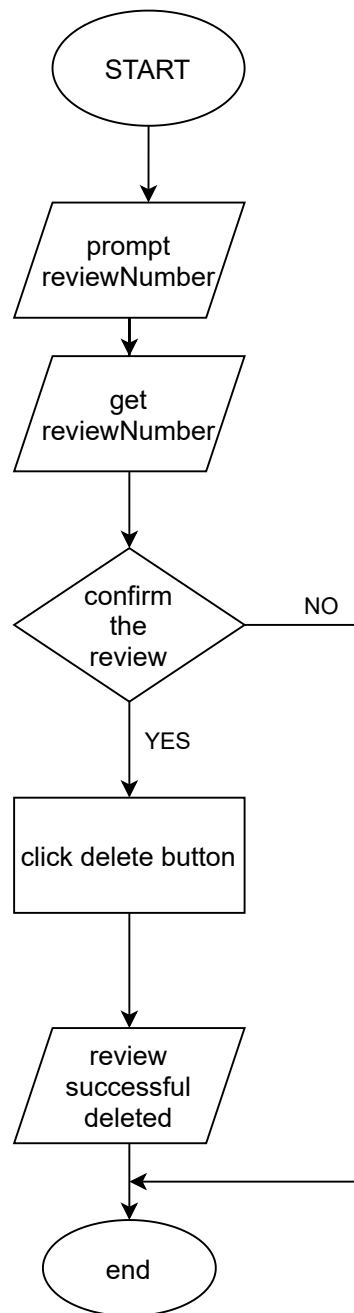 START
prompt
reviewNumber
get
reviewNumber
confirm
the
review
NO
YES
click delete button
review
successful
deleted
end